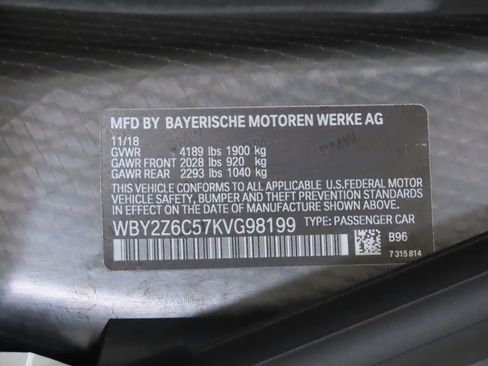 MFD BY BAYERISCHE MOTOREN WERKE AG
11/18
GVWR 4189 lbs 1900 kg
GAWR FRONT 2028 lbs 920 kg
GAWR REAR 2293 lbs 1040 kg
THIS VEHICLE CONFORMS TO ALL APPLICABLE U.S. FEDERAL MOTOR
VEHICLE SAFETY, BUMPER AND THEFT PREVENTION STANDARDS
IN EFFECT ON THE DATE OF MANUFACTURE SHOWN ABOVE.
WBY2Z6C57KVG98199 TYPE: PASSENGER CAR
B96
7 315 814